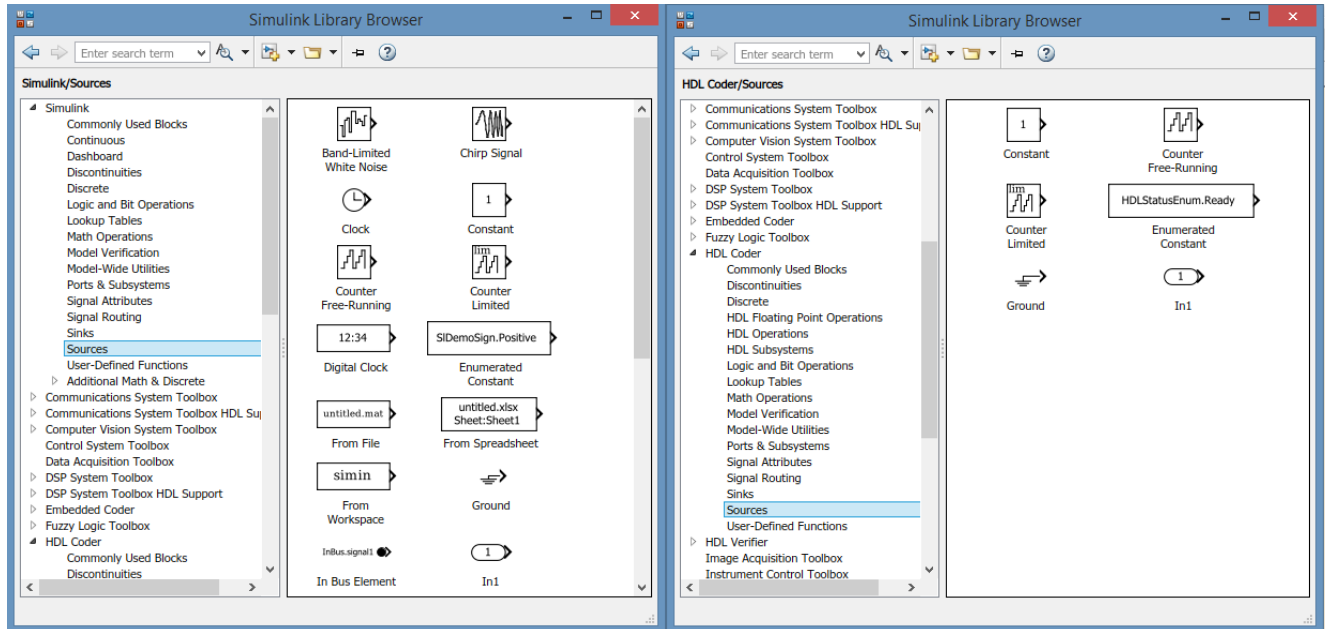 Simulink Library Browser
Enter search term
Simulink/Sources
Simulink
Commonly Used Blocks
Continuous
Dashboard
Discontinuities
Discrete
Logic and Bit Operations
Lookup Tables
Math Operations
Model Verification
Model-Wide Utilities
Ports & Subsystems
Signal Attributes
Signal Routing
Sinks
Sources
User-Defined Functions
Additional Math & Discrete
Communications System Toolbox
Communications System Toolbox HDL Su
Computer Vision System Toolbox
Control System Toolbox
Data Acquisition Toolbox
DSP System Toolbox
DSP System Toolbox HDL Support
Embedded Coder
Fuzzy Logic Toolbox
HDL Coder
Commonly Used Blocks
Discontinuities
Band-Limited
White Noise
Chirp Signal
Clock
1
Constant
Counter
Free-Running
lim
Counter
Limited
12:34
Digital Clock
SlDemoSign.Positive
Enumerated
Constant
untitled.mat
From File
untitled.xlsx
Sheet:Sheet1
From Spreadsheet
simin
From
Workspace
Ground
InBus.signal1
In Bus Element
1
In1
Simulink Library Browser
Enter search term
HDL Coder/Sources
Communications System Toolbox
Communications System Toolbox HDL Su
Computer Vision System Toolbox
Control System Toolbox
Data Acquisition Toolbox
DSP System Toolbox
DSP System Toolbox HDL Support
Embedded Coder
Fuzzy Logic Toolbox
HDL Coder
Commonly Used Blocks
Discontinuities
Discrete
HDL Floating Point Operations
HDL Operations
HDL Subsystems
Logic and Bit Operations
Lookup Tables
Math Operations
Model Verification
Model-Wide Utilities
Ports & Subsystems
Signal Attributes
Signal Routing
Sinks
Sources
User-Defined Functions
HDL Verifier
Image Acquisition Toolbox
Instrument Control Toolbox
1
Constant
Counter
Free-Running
lim
Counter
Limited
HDLStatusEnum.Ready
Enumerated
Constant
Ground
1
In1